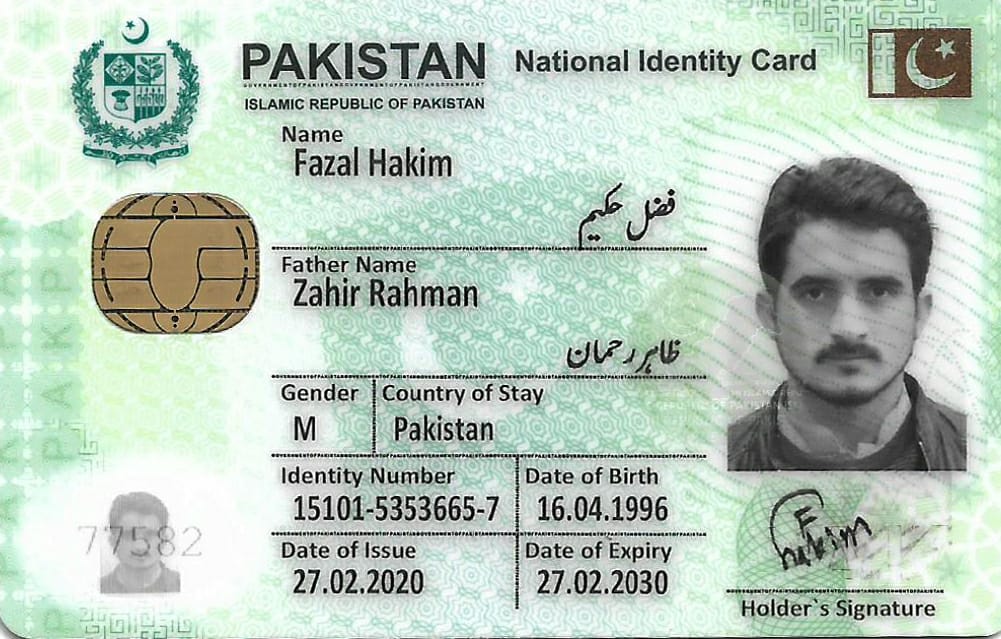 PAKISTAN National Identity Card
ISLAMIC REPUBLIC OF PAKISTAN
Name
Fazal Hakim
فضل حکیم
Father Name
Zahir Rahman
ظاہر رحمان
Gender Country of Stay
M Pakistan
Identity Number Date of Birth
15101-5353665-7 16.04.1996
Date of Issue Date of Expiry
27.02.2020 27.02.2030
77582
F
hakim
Holder`s Signature